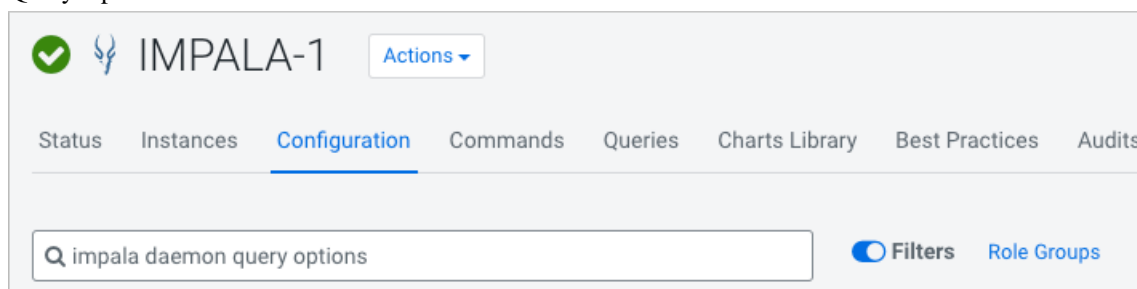 IMPALA-1 Actions
Status Instances Configuration Commands Queries Charts Library Best Practices Audits
impala daemon query options Filters Role Groups